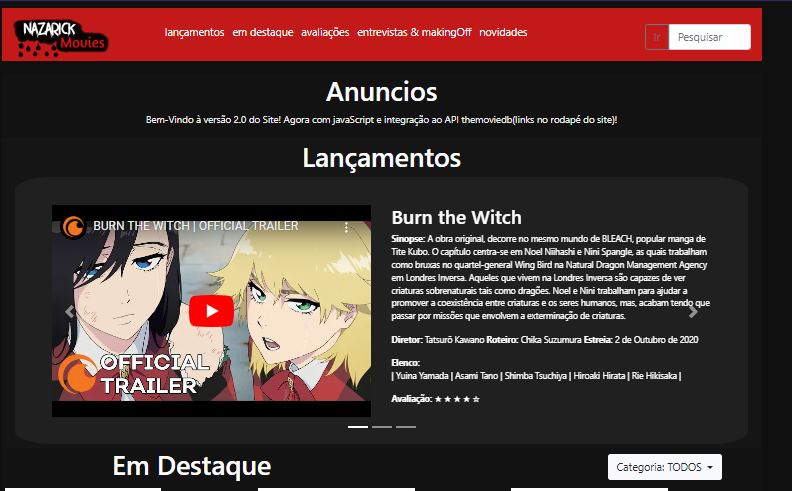 NAZARICK
Movies
lançamentos em destaque avaliações entrevistas & makingOff novidades
Ir Pesquisar
Anuncios
Bem-Vindo à versão 2.0 do Site! Agora com javaScript e integração ao API themoviedb(links no rodapé do site)!
Lançamentos
BURN THE WITCH | OFFICIAL TRAILER
OFFICIAL
TRAILER
Burn the Witch
Sinopse: A obra original, decorre no mesmo mundo de BLEACH, popular manga de
Tite Kubo. O capítulo centra-se em Noel Niihashi e Nini Spangle, as quais trabalham
como bruxas no quartel-general Wing Bird na Natural Dragon Management Agency
em Londres Inversa. Aqueles que vivem na Londres Inversa são capazes de ver
criaturas sobrenaturais tais como dragões. Noel e Nini trabalham para ajudar a
promover a coexistência entre criaturas e os seres humanos, mas, acabam tendo que
passar por missões que envolvem a exterminação de criaturas.
Diretor: Tatsurō Kawano Roteiro: Chika Suzumura Estreia: 2 de Outubro de 2020
Elenco:
| Yuina Yamada | Asami Tano | Shimba Tsuchiya | Hiroaki Hirata | Rie Hikisaka |
Avaliação: ★ ★ ★ ★ ☆
Em Destaque
Categoria: TODOS